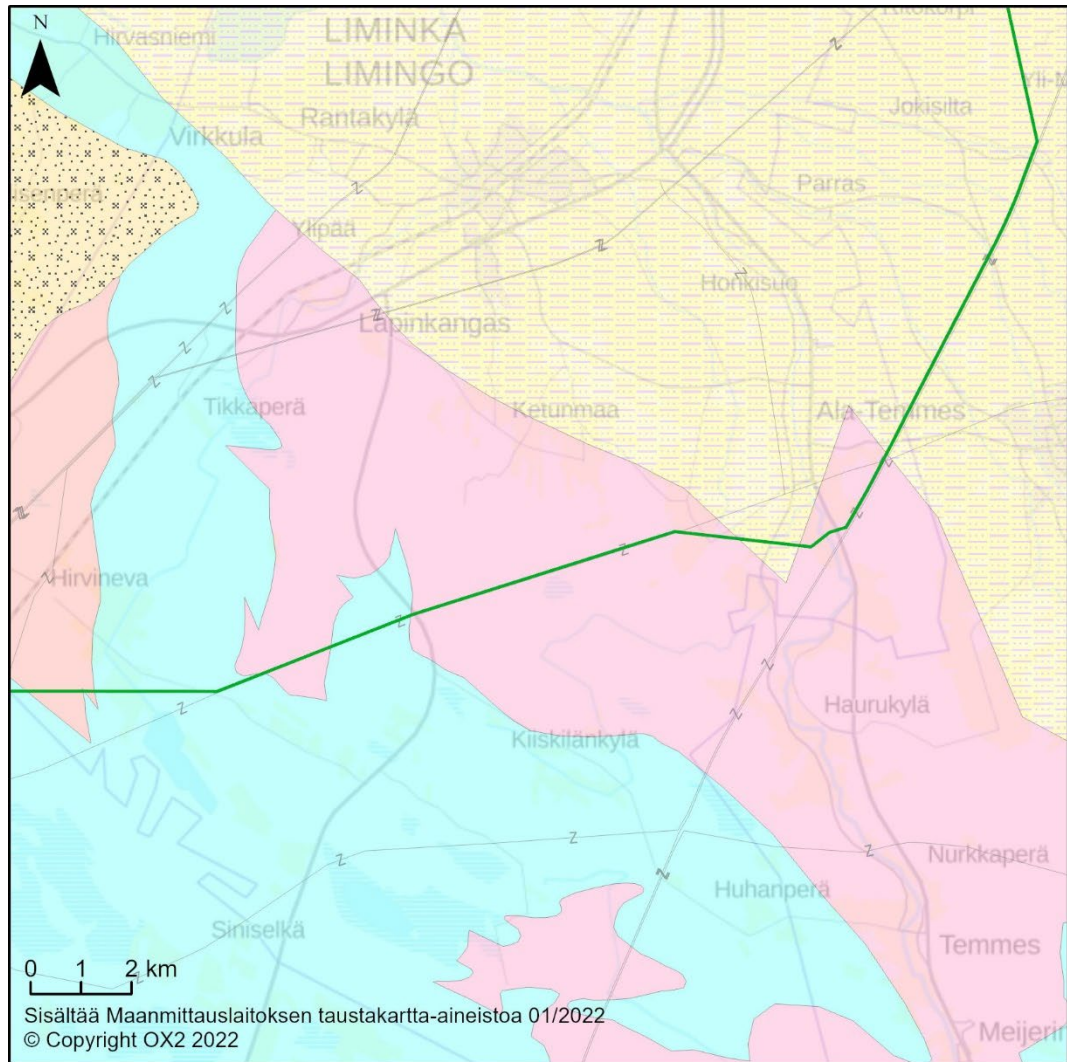 N
Hirvasniemi
LIMINKA
LIMINGO
Rantakylä
Virkkula
Jokisilta
Parras
Ylipää
Honkisuo
Lapinkangas
Tikkaperä
Ketunmaa
Ala-Temmes
Hirvineva
Haurukylä
Kiiskilänkylä
Nurkkaperä
Huhanperä
Siniselkä
Temmes
0 1 2 km
Sisältää Maanmittauslaitoksen taustakartta-aineistoa 01/2022
© Copyright OX2 2022